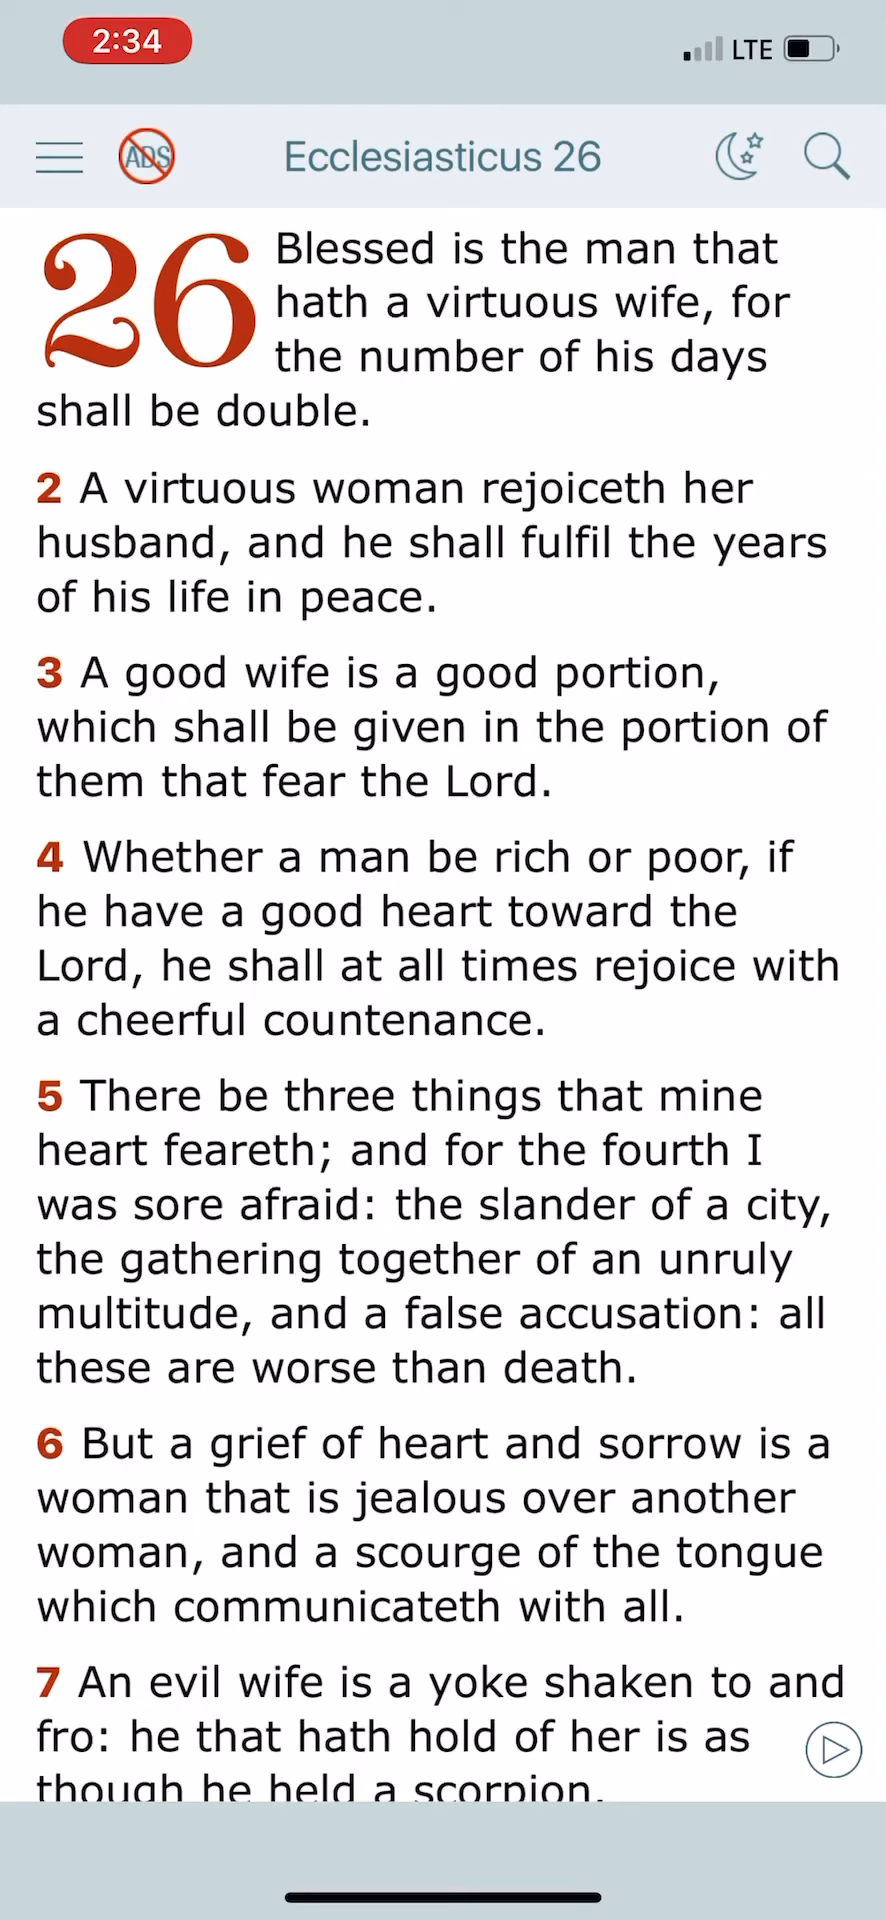 2:34
LTE
ADS
Ecclesiasticus 26
26 Blessed is the man that
hath a virtuous wife, for
the number of his days
shall be double.
2 A virtuous woman rejoiceth her
husband, and he shall fulfil the years
of his life in peace.
3 A good wife is a good portion,
which shall be given in the portion of
them that fear the Lord.
4 Whether a man be rich or poor, if
he have a good heart toward the
Lord, he shall at all times rejoice with
a cheerful countenance.
5 There be three things that mine
heart feareth; and for the fourth I
was sore afraid: the slander of a city,
the gathering together of an unruly
multitude, and a false accusation: all
these are worse than death.
6 But a grief of heart and sorrow is a
woman that is jealous over another
woman, and a scourge of the tongue
which communicateth with all.
7 An evil wife is a yoke shaken to and
fro: he that hath hold of her is as
though he held a scorpion.